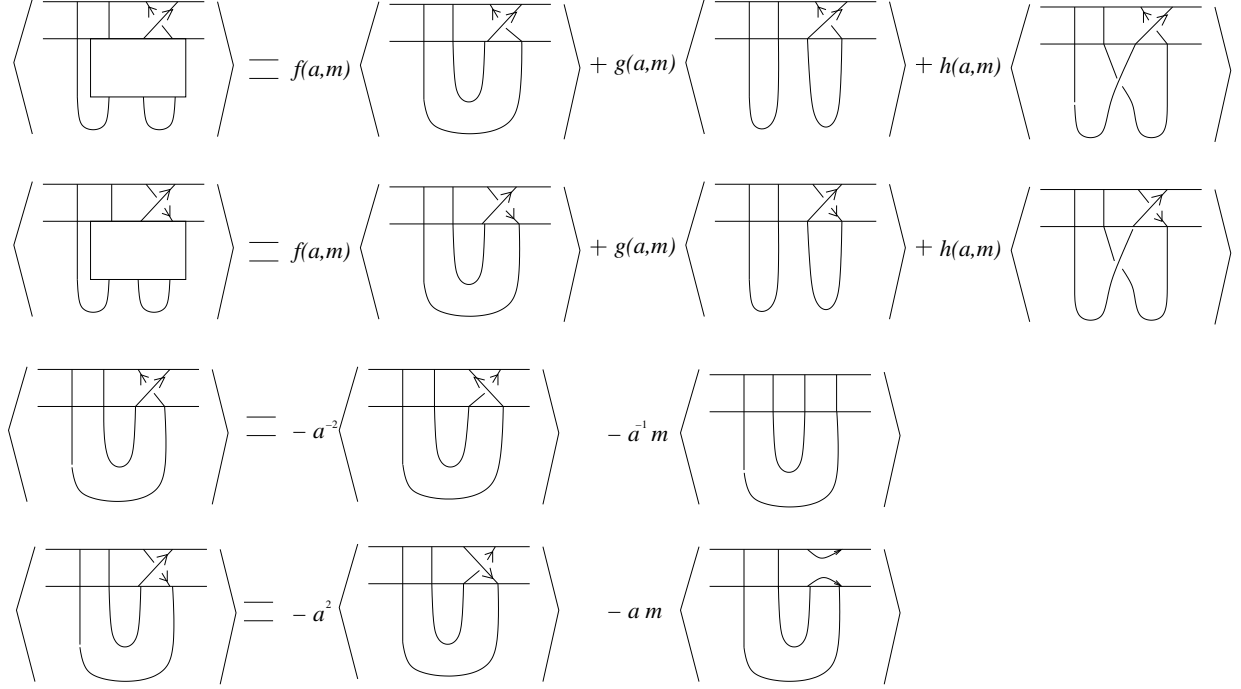 = f(a,m) + g(a,m) + h(a,m)
= f(a,m) + g(a,m) + h(a,m)
= − a⁻² − a⁻¹ m
= − a² − a m